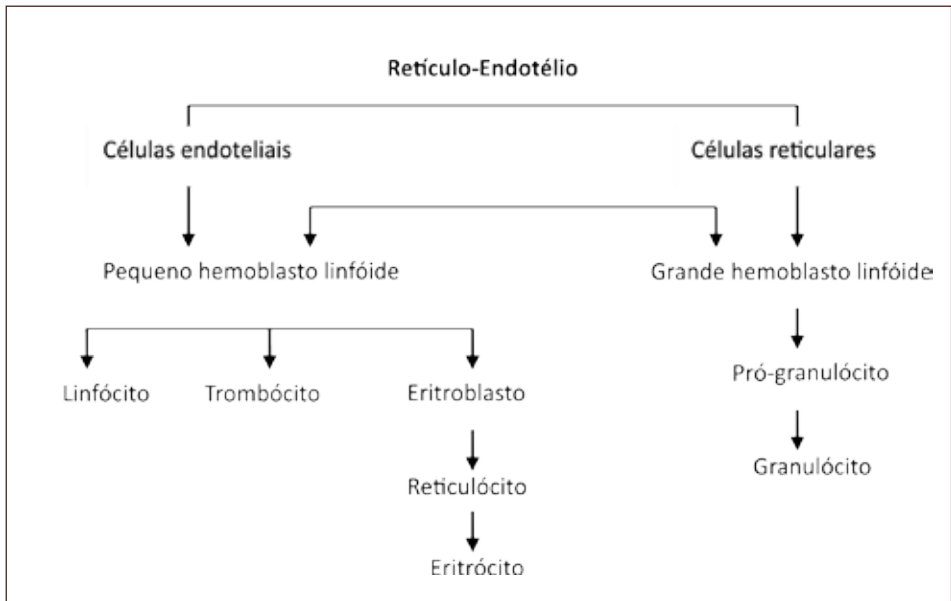 Retículo-Endotélio
Células endoteliais
Células reticulares
Pequeno hemoblasto linfóide
Grande hemoblasto linfóide
Linfócito
Trombócito
Eritroblasto
Pró-granulócito
Granulócito
Reticulócito
Eritrócito